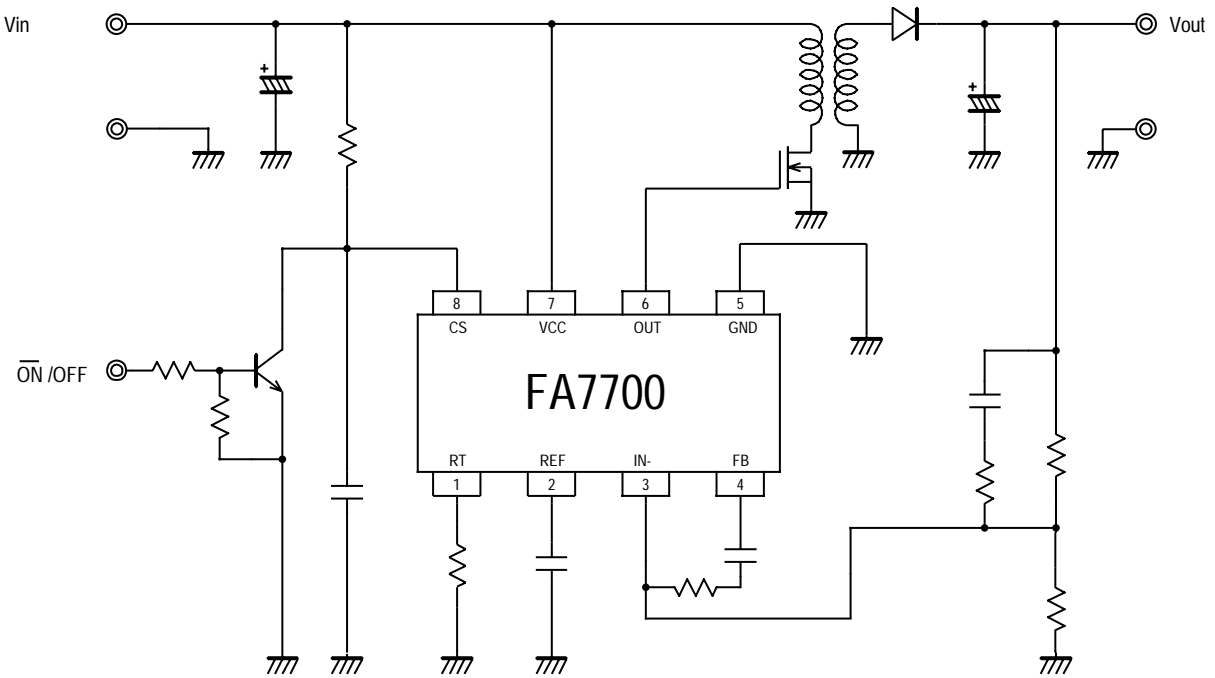 Vin
Vout
+
+
8 7 6 5
CS VCC OUT GND
O̅N̅ /OFF
FA7700
RT REF IN- FB
1 2 3 4